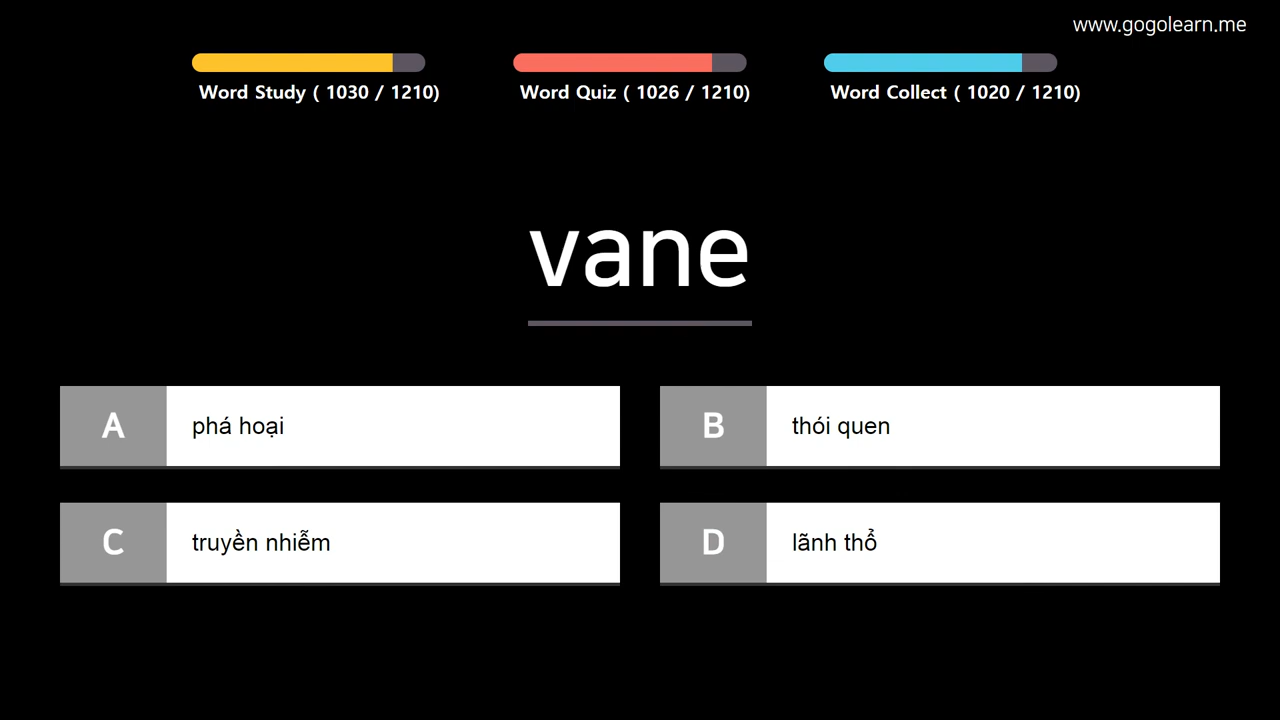 www.gogolearn.me
Word Study ( 1030 / 1210)
Word Quiz ( 1026 / 1210)
Word Collect ( 1020 / 1210)
vane
A phá hoại
B thói quen
C truyền nhiễm
D lãnh thổ